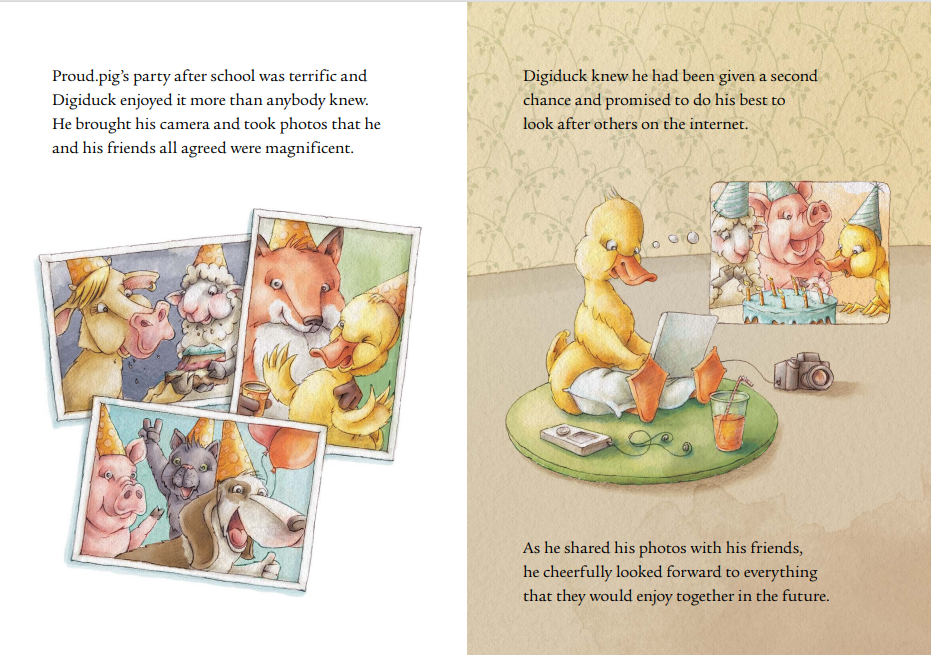 Proud.pig’s party after school was terrific and
Digiduck enjoyed it more than anybody knew.
He brought his camera and took photos that he
and his friends all agreed were magnificent.
Digiduck knew he had been given a second
chance and promised to do his best to
look after others on the internet.
As he shared his photos with his friends,
he cheerfully looked forward to everything
that they would enjoy together in the future.